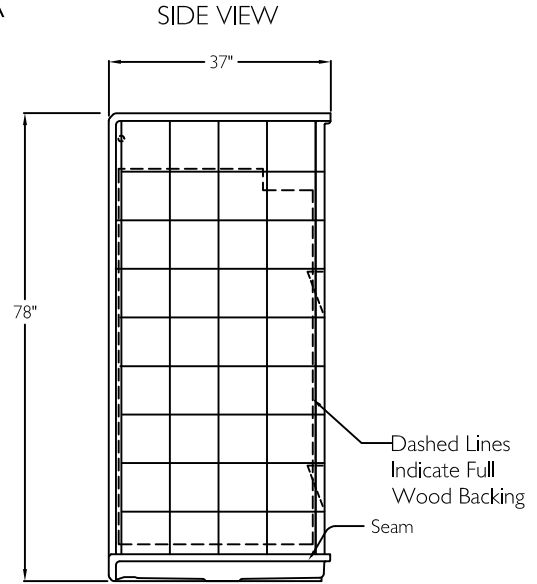 SIDE VIEW
37"
78"
Dashed Lines
Indicate Full
Wood Backing
Seam